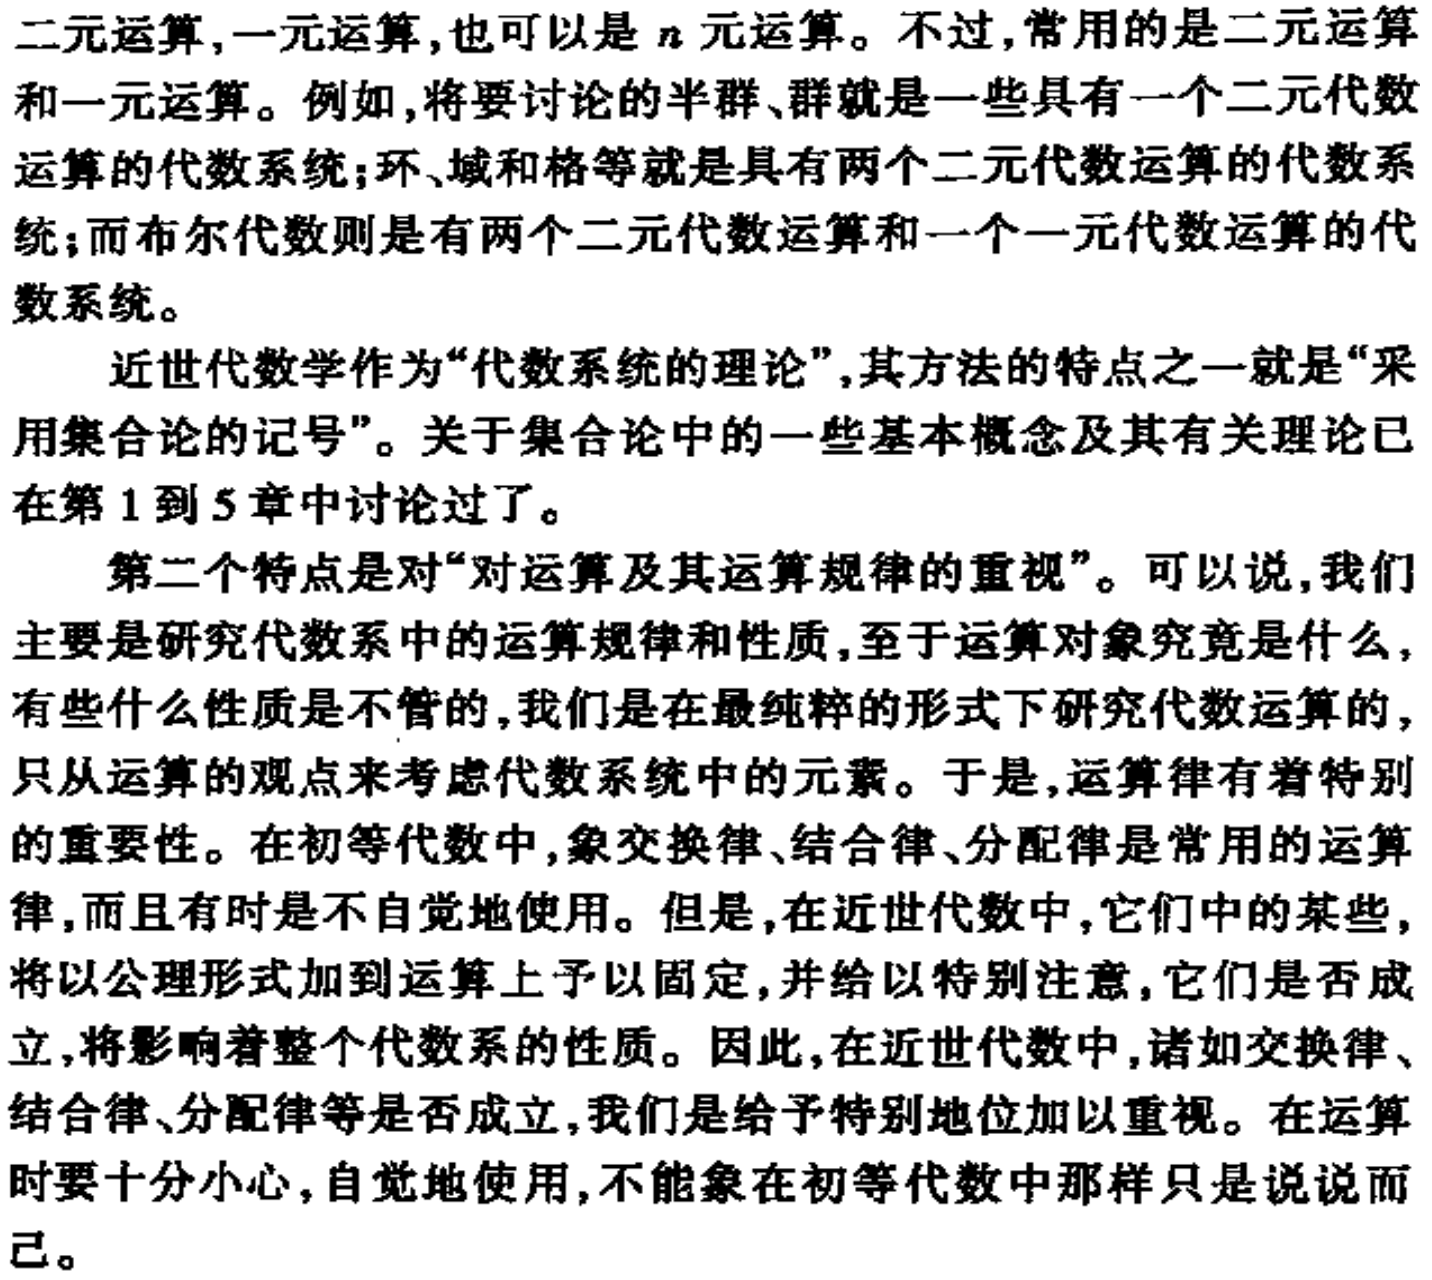 二元运算,一元运算,也可以是 n 元运算。不过,常用的是二元运算
和一元运算。例如,将要讨论的半群、群就是一些具有一个二元代数
运算的代数系统;环、域和格等就是具有两个二元代数运算的代数系
统;而布尔代数则是有两个二元代数运算和一个一元代数运算的代
数系统。
近世代数学作为“代数系统的理论”,其方法的特点之一就是“采
用集合论的记号”。关于集合论中的一些基本概念及其有关理论已
在第 1 到 5 章中讨论过了。
第二个特点是对“对运算及其运算规律的重视”。可以说,我们
主要是研究代数系中的运算规律和性质,至于运算对象究竟是什么,
有些什么性质是不管的,我们是在最纯粹的形式下研究代数运算的,
只从运算的观点来考虑代数系统中的元素。于是,运算律有着特别
的重要性。在初等代数中,象交换律、结合律、分配律是常用的运算
律,而且有时是不自觉地使用。但是,在近世代数中,它们中的某些,
将以公理形式加到运算上予以固定,并给以特别注意,它们是否成
立,将影响着整个代数系的性质。因此,在近世代数中,诸如交换律、
结合律、分配律等是否成立,我们是给予特别地位加以重视。在运算
时要十分小心,自觉地使用,不能象在初等代数中那样只是说说而
己。